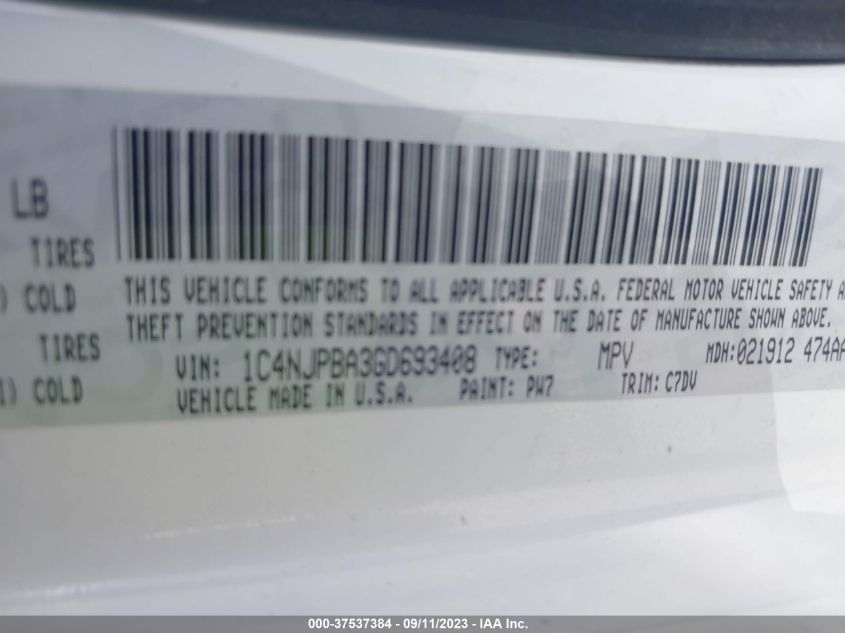 LB
TIRES
) COLD
TIRES
) COLD
THIS VEHICLE CONFORMS TO ALL APPLICABLE U.S.A. FEDERAL MOTOR VEHICLE SAFETY A
THEFT PREVENTION STANDARDS IN EFFECT ON THE DATE OF MANUFACTURE SHOWN ABOVE.
VIN: 1C4NJPBA3GD693408 TYPE: MPV MDH:021912 474AA
VEHICLE MADE IN U.S.A. PAINT: PW7 TRIM: C7DV
000-37537384 - 09/11/2023 - IAA Inc.